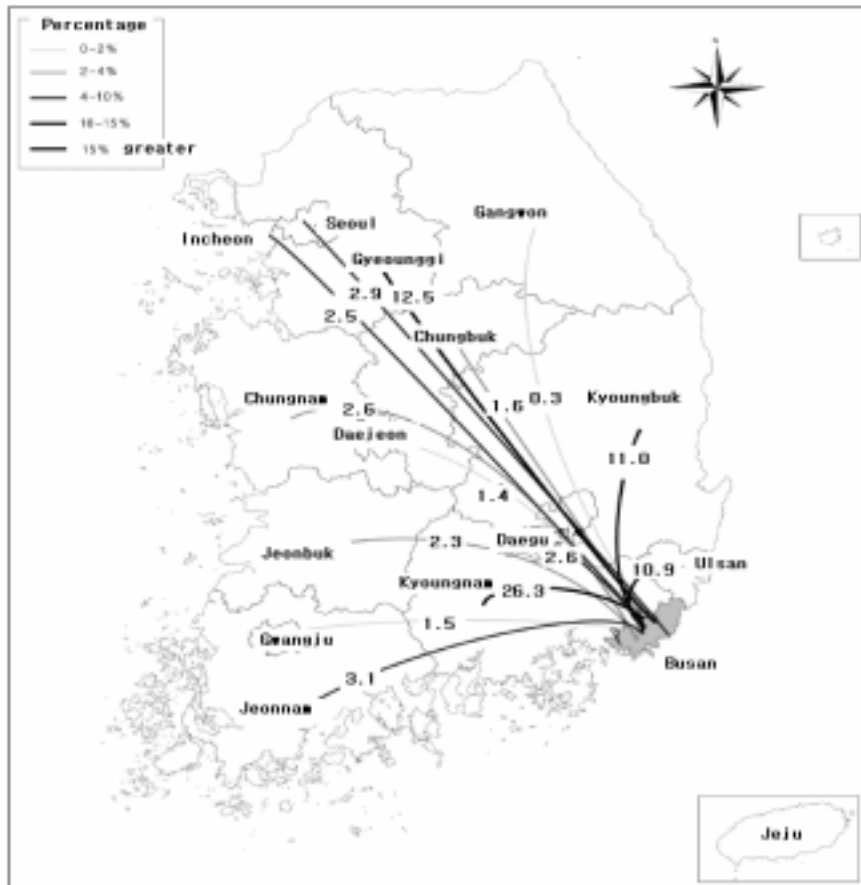 Percentage
0-2%
2-4%
4-10%
10-15%
15% greater
N
Gangwon
Seoul
Incheon
Gyeounggi
2.9
12.5
2.5
Chungbuk
Chungnam
2.6
1.6
0.3
Kyoungbuk
Daejeon
11.0
1.4
Daegu
Jeonbuk
2.3
2.6
10.9
Ulsan
Kyoungnam
26.3
Gwangju
1.5
Busan
3.1
Jeonnam
Jeju